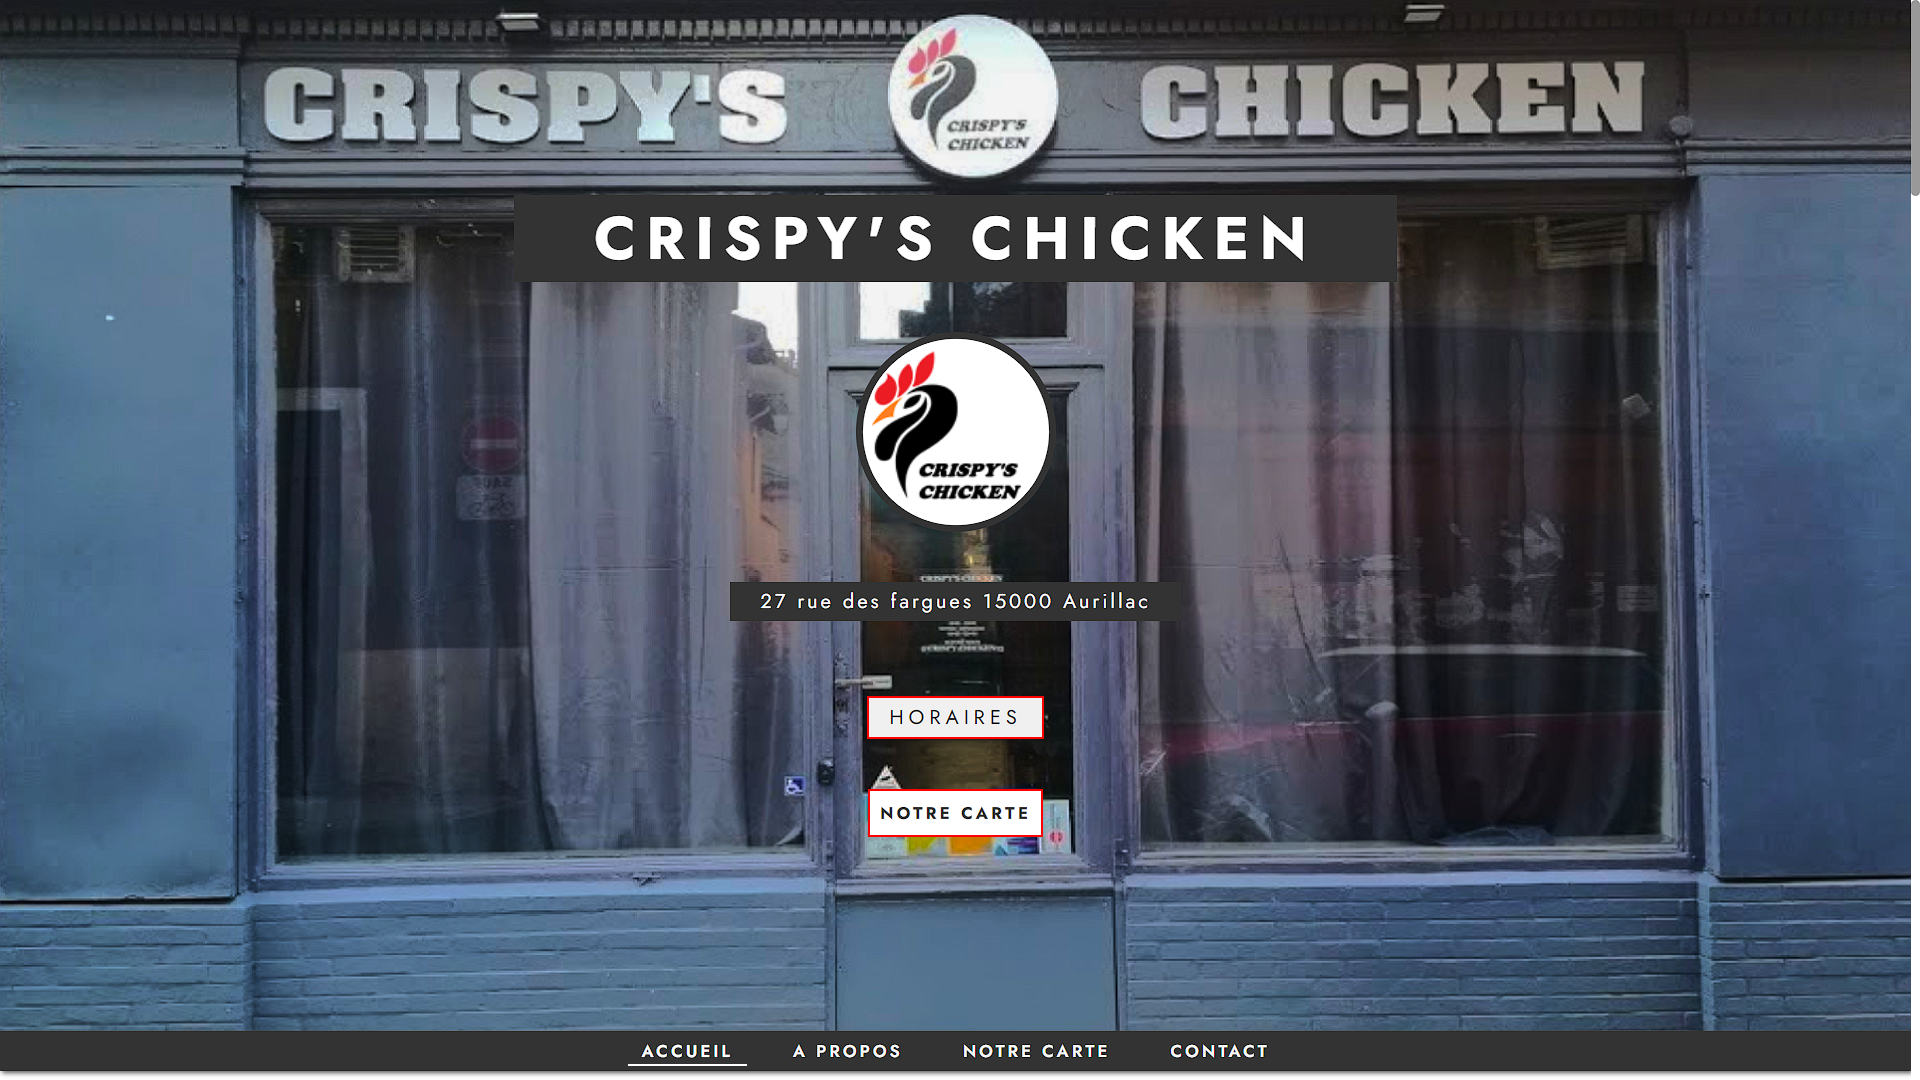 CRISPY'S CHICKEN
CRISPY'S
CHICKEN
CRISPY'S CHICKEN
CRISPY'S
CHICKEN
27 rue des fargues 15000 Aurillac
HORAIRES
NOTRE CARTE
ACCUEIL A PROPOS NOTRE CARTE CONTACT